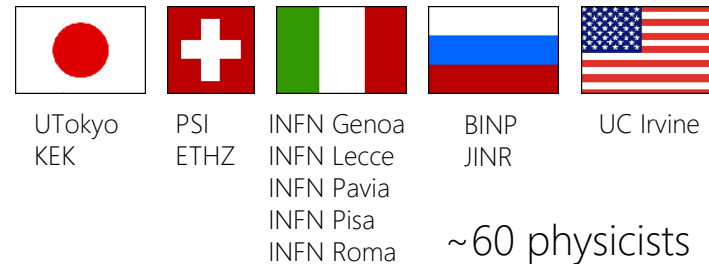 UTokyo
KEK
PSI
ETHZ
INFN Genoa
INFN Lecce
INFN Pavia
INFN Pisa
INFN Roma
BINP
JINR
UC Irvine
~60 physicists